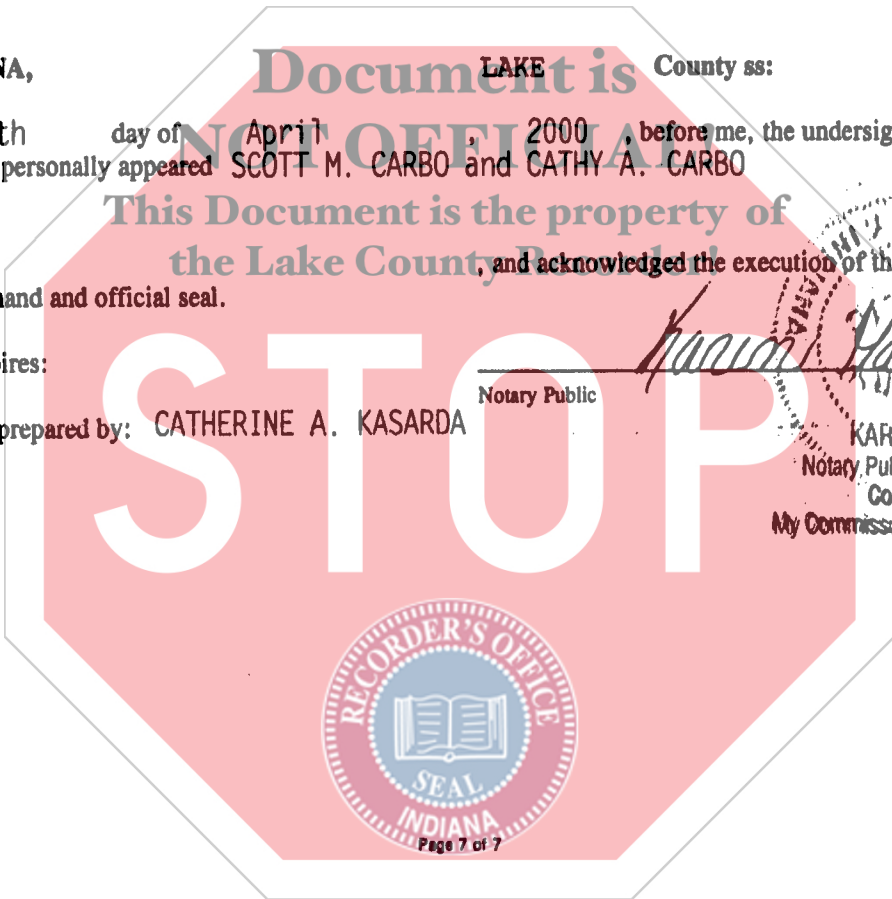 Document is
NOT OFFICIAL!
This Document is the property of
the Lake County Recorder!
STOP
NA, LAKE County ss:
th day of April, 2000, before me, the undersig
personally appeared SCOTT M. CARBO and CATHY A. CARBO
, and acknowledged the execution of th
hand and official seal.
ires:
Notary Public
prepared by: CATHERINE A. KASARDA
KAR
Notary Pul
Co
My Commiss
RECORDER'S OFFICE
SEAL
INDIANA
Page 7 of 7